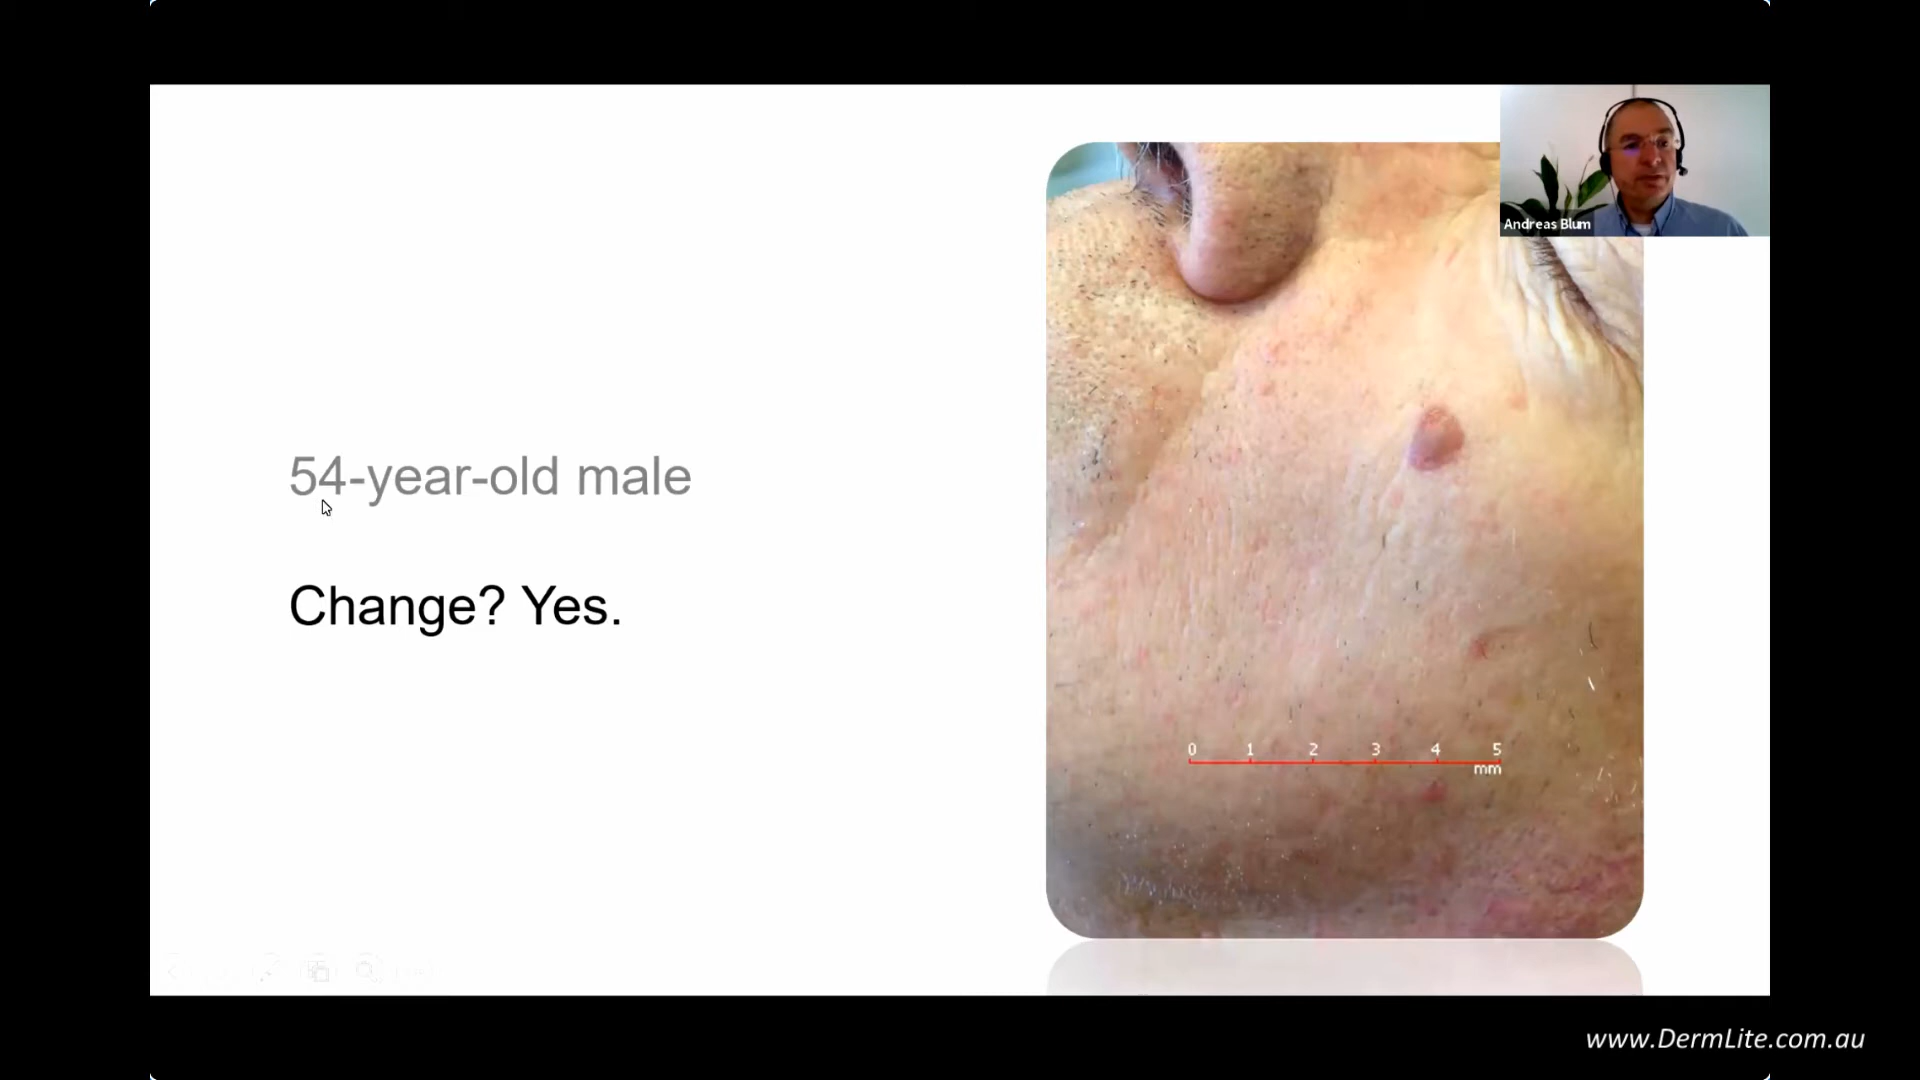 Andreas Blum
54-year-old male
Change? Yes.
0 1 2 3 4 5
mm
www.DermLite.com.au